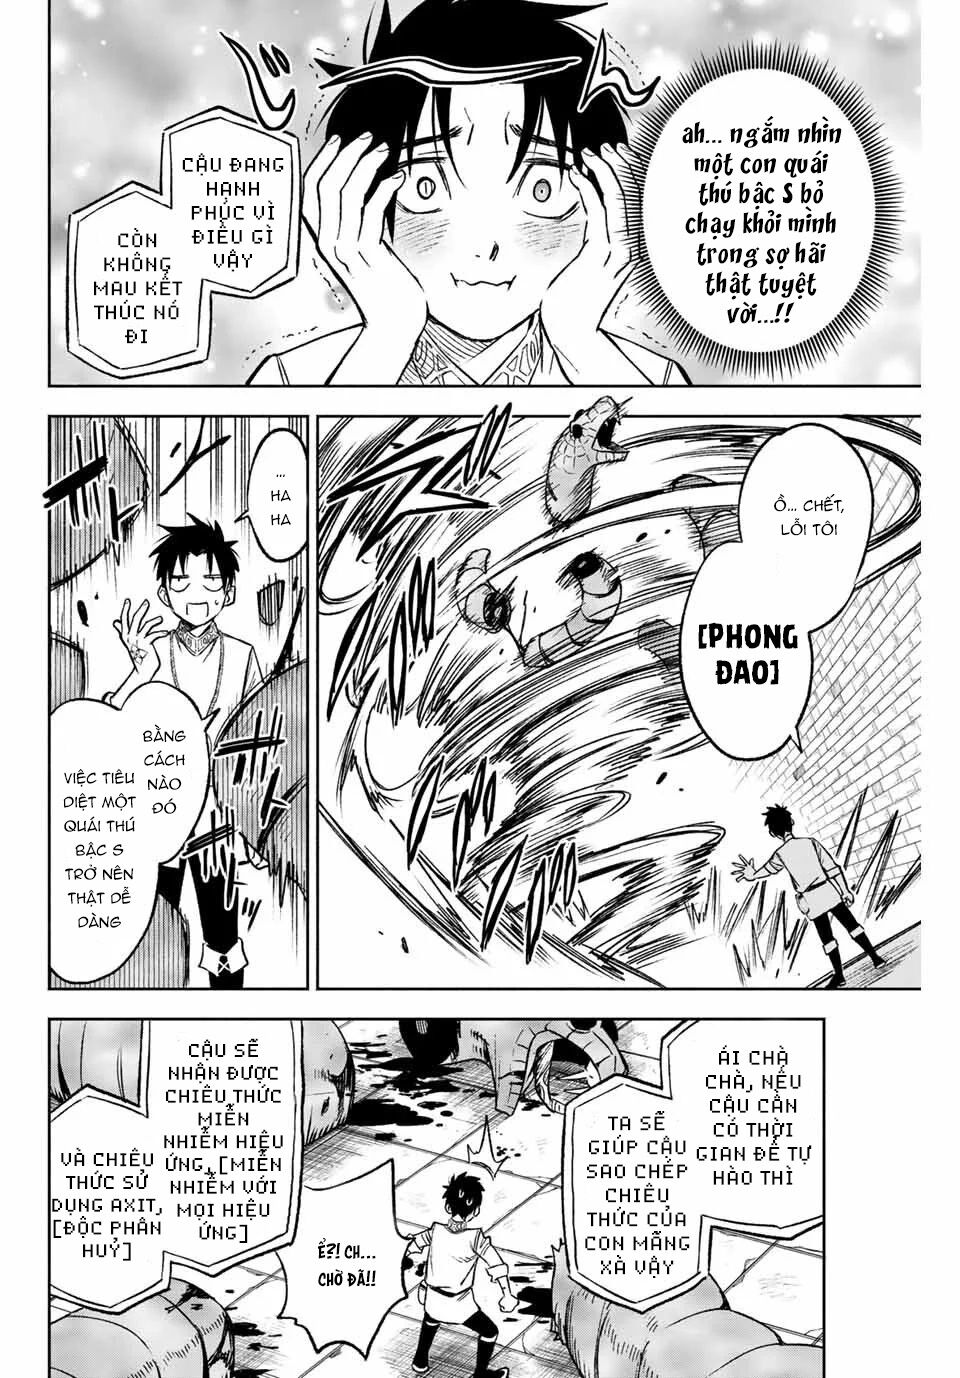 ah... ngắm nhìn
một con quái
thú bậc S bỏ
chạy khỏi mình
trong sợ hãi
thật tuyệt
vời...!!
CẬU ĐANG
HẠNH
PHÚC VÌ
ĐIỀU GÌ
VẬY
CÒN
KHÔNG
MAU KẾT
THÚC NÓ
ĐI
Ồ... CHẾT,
LỖI TÔI
[PHONG
ĐAO]
...
HA
HA
BẰNG
CÁCH
NÀO
ĐÓ
VIỆC TIÊU
DIỆT MỘT
QUÁI THÚ
BẬC S
TRỞ NÊN
THẬT DỄ
DÀNG
ÁI CHÀ
CHÀ, NẾU
CẬU CẦN
CÓ THỜI
GIAN ĐỂ TỰ
HÀO THÌ
TA SẼ
GIÚP CẬU
SAO CHÉP
CHIÊU
THỨC CỦA
CON MÃNG
XÀ VẬY
Ể?! CH...
CHỜ ĐÃ!!
CẬU SẼ
NHẬN ĐƯỢC
CHIÊU THỨC
MIỄN
NHIỄM HIỆU
ỨNG, [MIỄN
NHIỄM VỚI
MỌI HIỆU
ỨNG]
VÀ CHIÊU
THỨC SỬ
DỤNG AXIT,
[ĐỘC PHÂN
HUỶ]